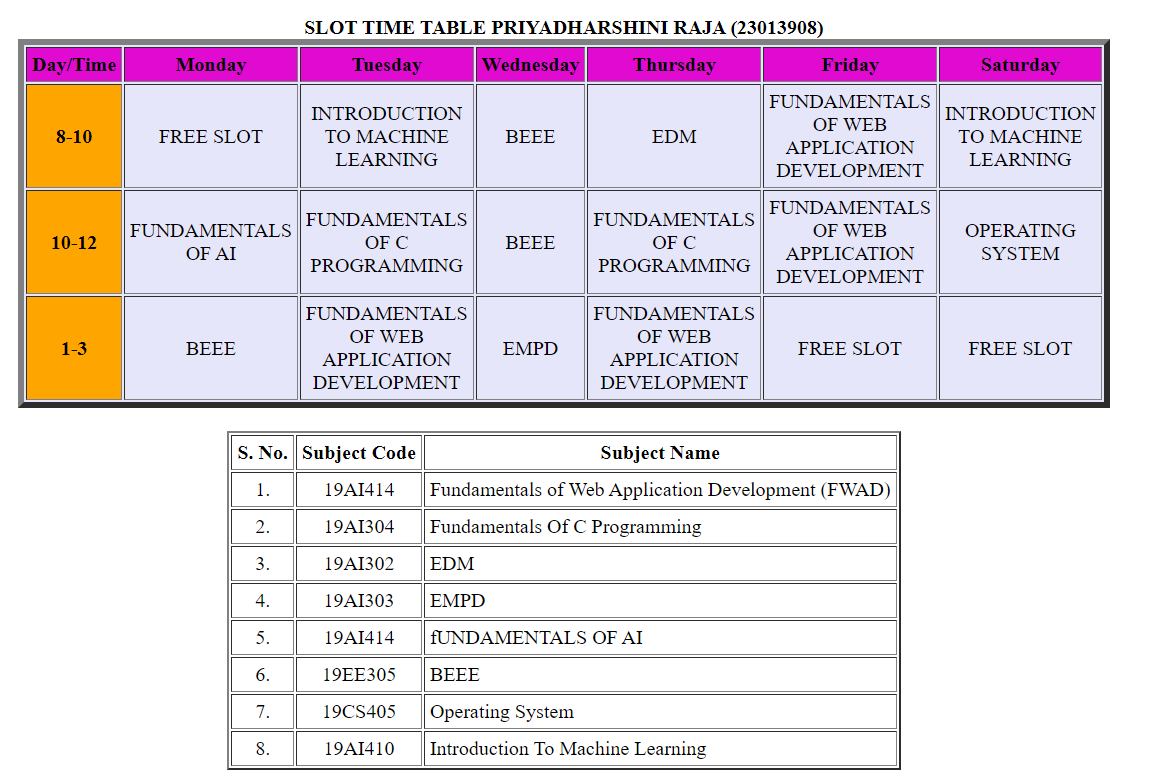 SLOT TIME TABLE PRIYADHARSHINI RAJA (23013908)
Day/Time Monday Tuesday Wednesday Thursday Friday Saturday
8-10
FREE SLOT
INTRODUCTION
TO MACHINE
LEARNING
BEEE
EDM
FUNDAMENTALS
OF WEB
APPLICATION
DEVELOPMENT
INTRODUCTION
TO MACHINE
LEARNING
10-12
FUNDAMENTALS
OF AI
FUNDAMENTALS
OF C
PROGRAMMING
BEEE
FUNDAMENTALS
OF C
PROGRAMMING
FUNDAMENTALS
OF WEB
APPLICATION
DEVELOPMENT
OPERATING
SYSTEM
1-3
BEEE
FUNDAMENTALS
OF WEB
APPLICATION
DEVELOPMENT
EMPD
FUNDAMENTALS
OF WEB
APPLICATION
DEVELOPMENT
FREE SLOT
FREE SLOT
S. No. Subject Code Subject Name
1. 19AI414 Fundamentals of Web Application Development (FWAD)
2. 19AI304 Fundamentals Of C Programming
3. 19AI302 EDM
4. 19AI303 EMPD
5. 19AI414 fUNDAMENTALS OF AI
6. 19EE305 BEEE
7. 19CS405 Operating System
8. 19AI410 Introduction To Machine Learning